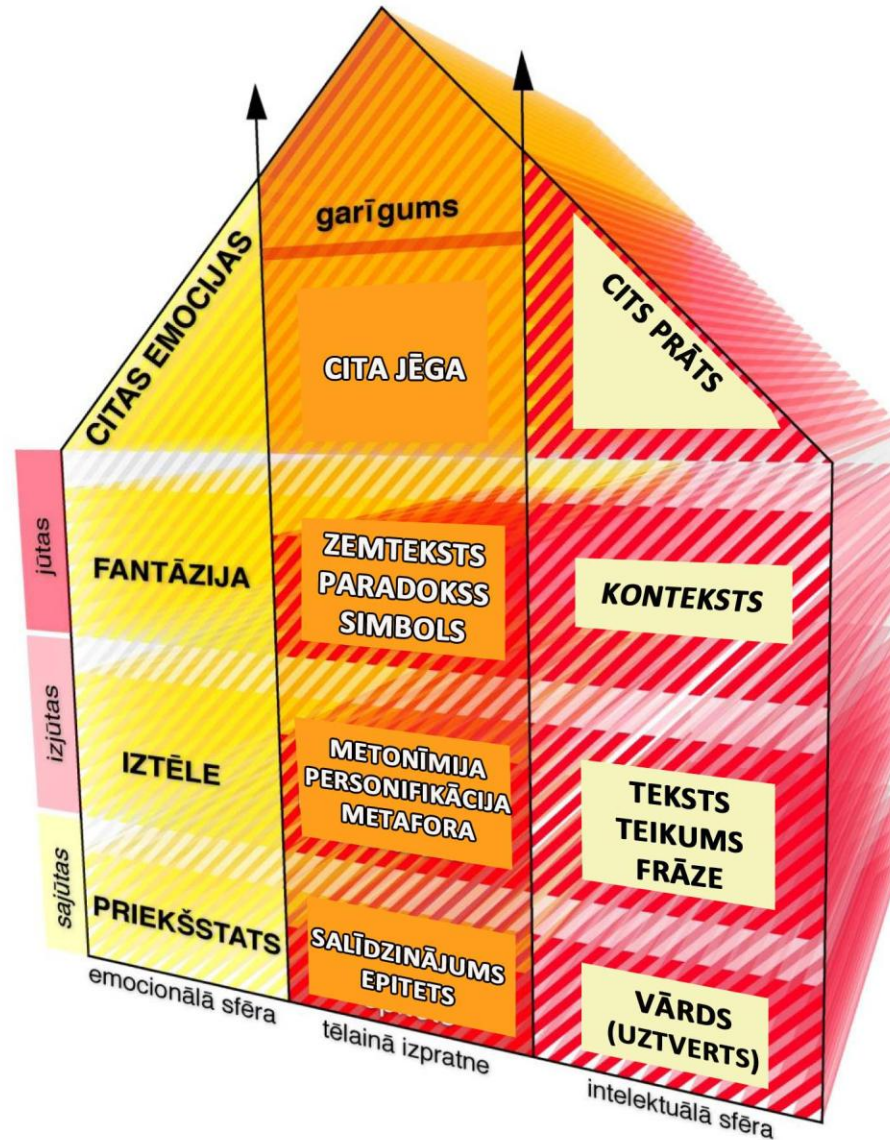 garīgums
CITAS EMOCIJAS
CITA JĒGA
CITS PRĀTS
jūtas
FANTĀZIJA
ZEMTEKSTS
PARADOKSS
SIMBOLS
KONTEKSTS
izjūtas
IZTĒLE
METONĪMIJA
PERSONIFIKĀCIJA
METAFORA
TEKSTS
TEIKUMS
FRĀZE
sajūtas
PRIEKŠSTATS
SALĪDZINĀJUMS
EPITETS
VĀRDS
(UZTVERTS)
emocionālā sfēra
tēlainā izpratne
intelektuālā sfēra